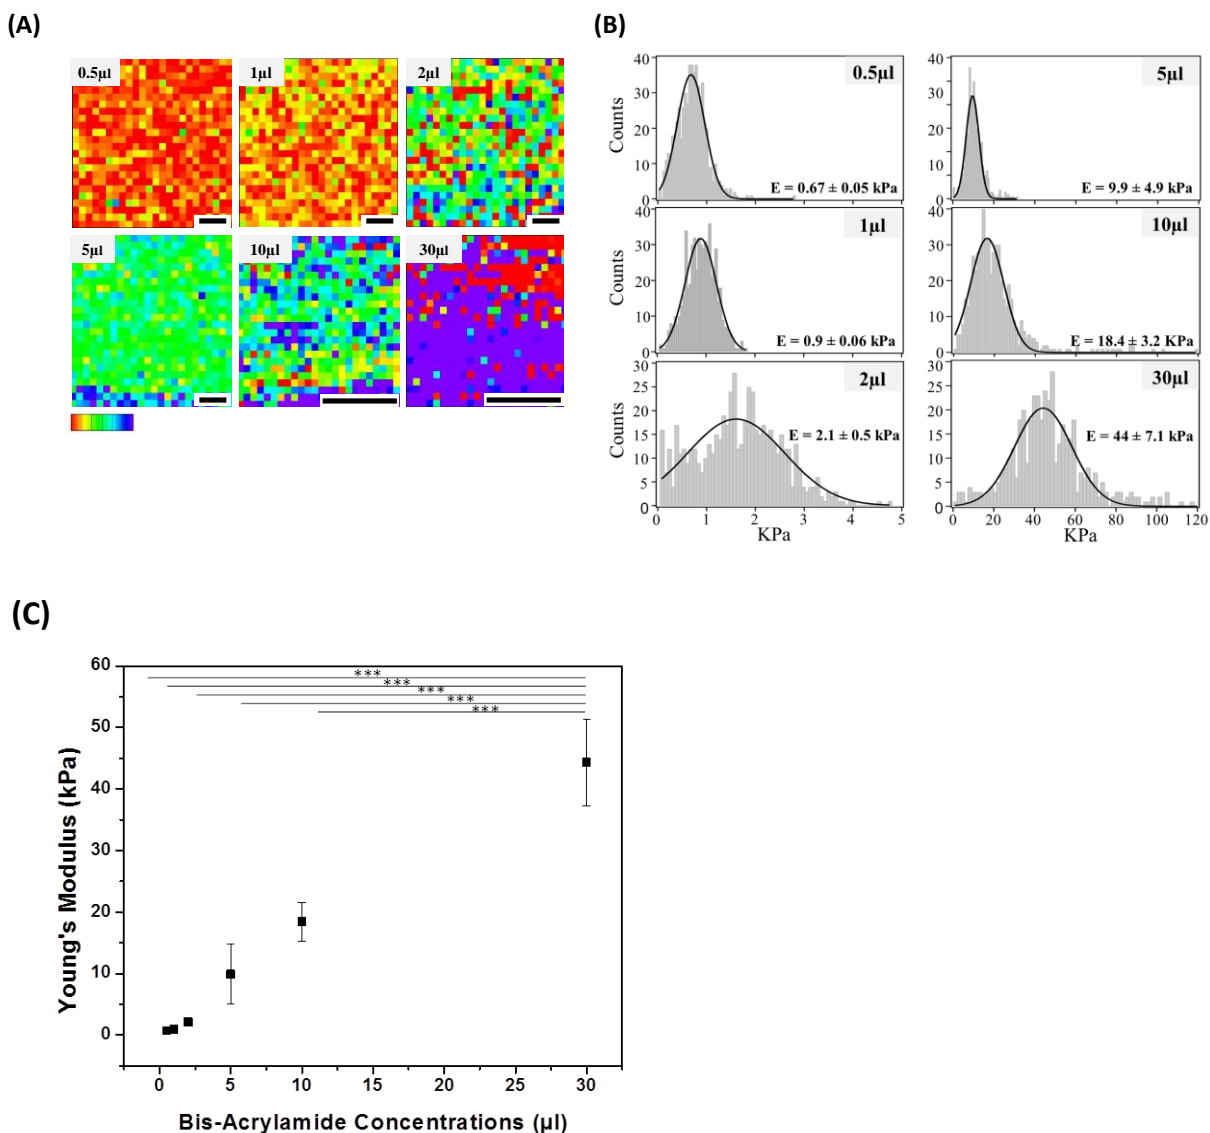 (A)
0.5µl
1µl
2µl
5µl
10µl
30µl
(B)
40
30
20
10
0
Counts
0.5µl
E = 0.67 ± 0.05 kPa
40
30
20
10
0
5µl
E = 9.9 ± 4.9 kPa
40
30
20
10
0
Counts
1µl
E = 0.9 ± 0.06 kPa
40
30
20
10
0
10µl
E = 18.4 ± 3.2 KPa
30
25
20
15
10
5
0
Counts
2µl
E = 2.1 ± 0.5 kPa
0 1 2 3 4 5
KPa
30
25
20
15
10
5
0
30µl
E = 44 ± 7.1 kPa
0 20 40 60 80 100 120
KPa
(C)
60
50
40
30
20
10
0
Young's Modulus (kPa)
***
***
***
***
***
0 5 10 15 20 25 30
Bis-Acrylamide Concentrations (µl)